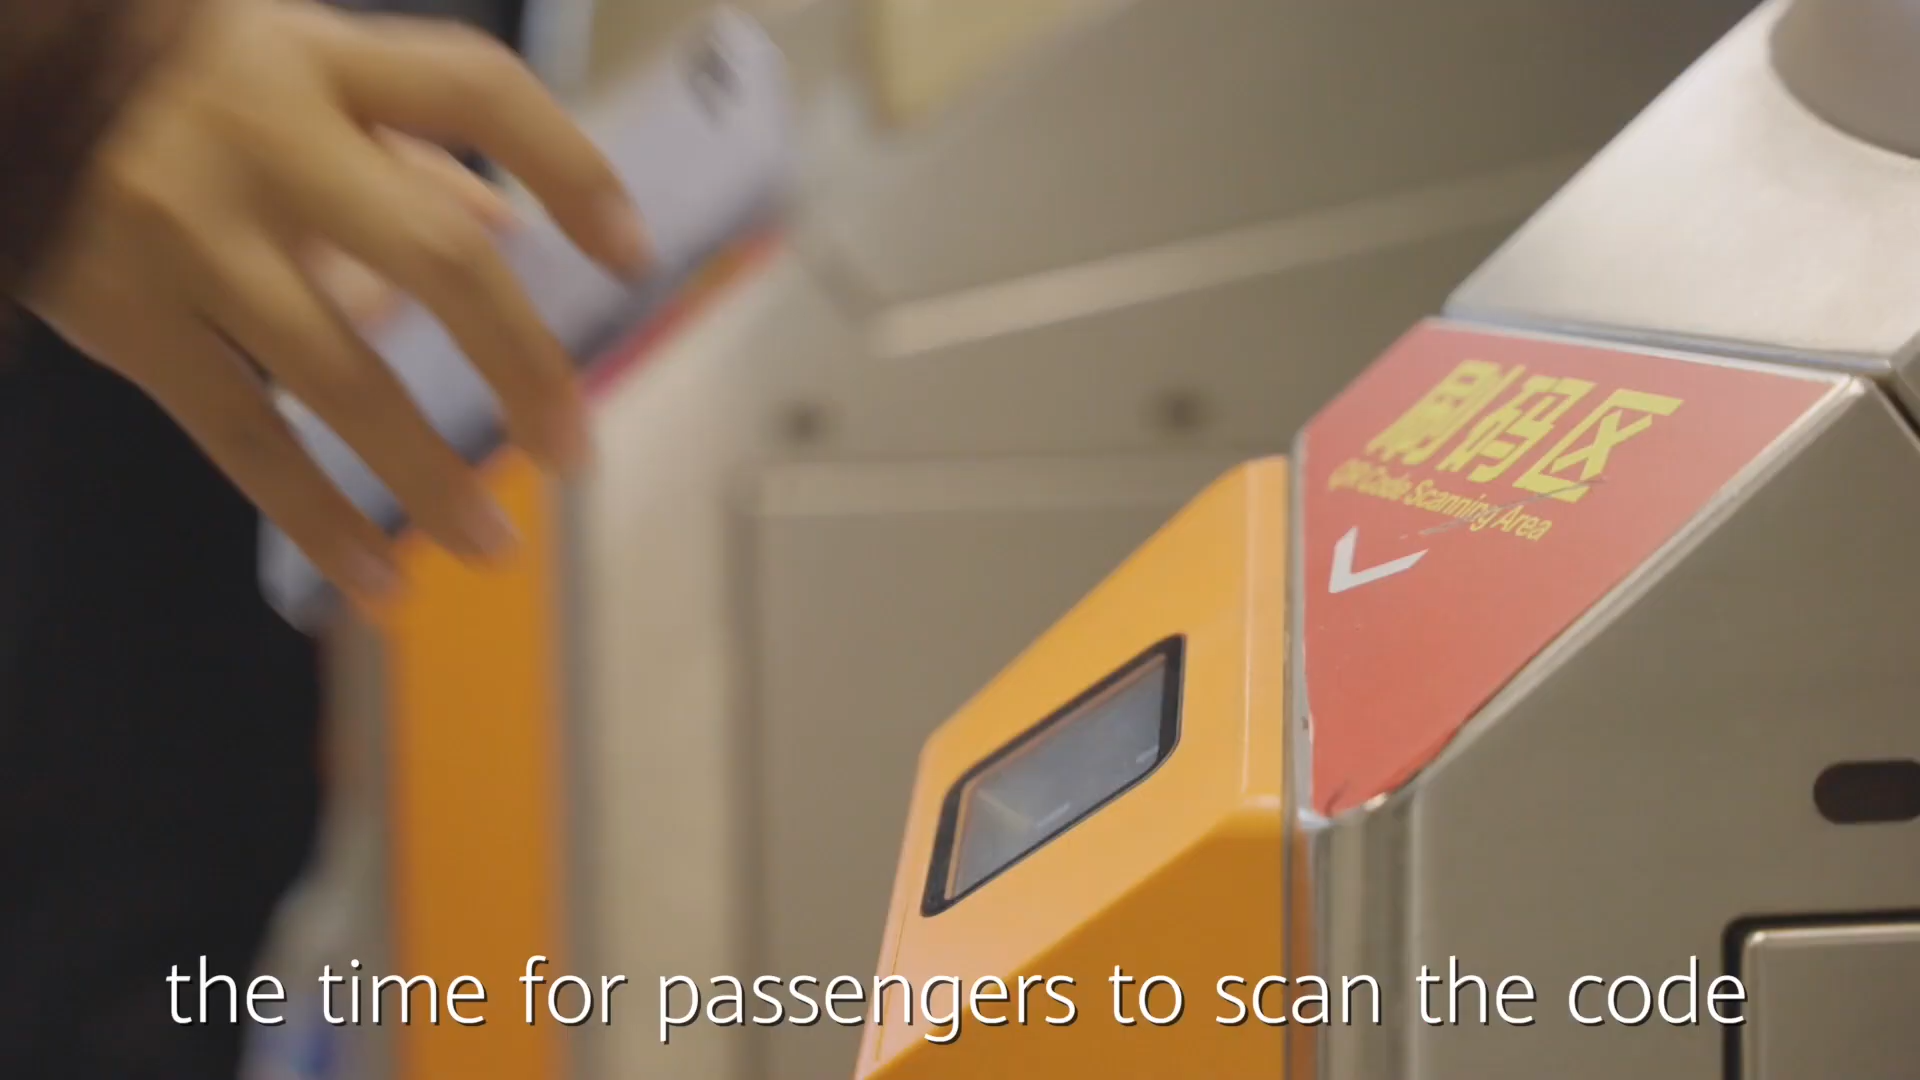 刷码区
QR Code Scanning Area
the time for passengers to scan the code